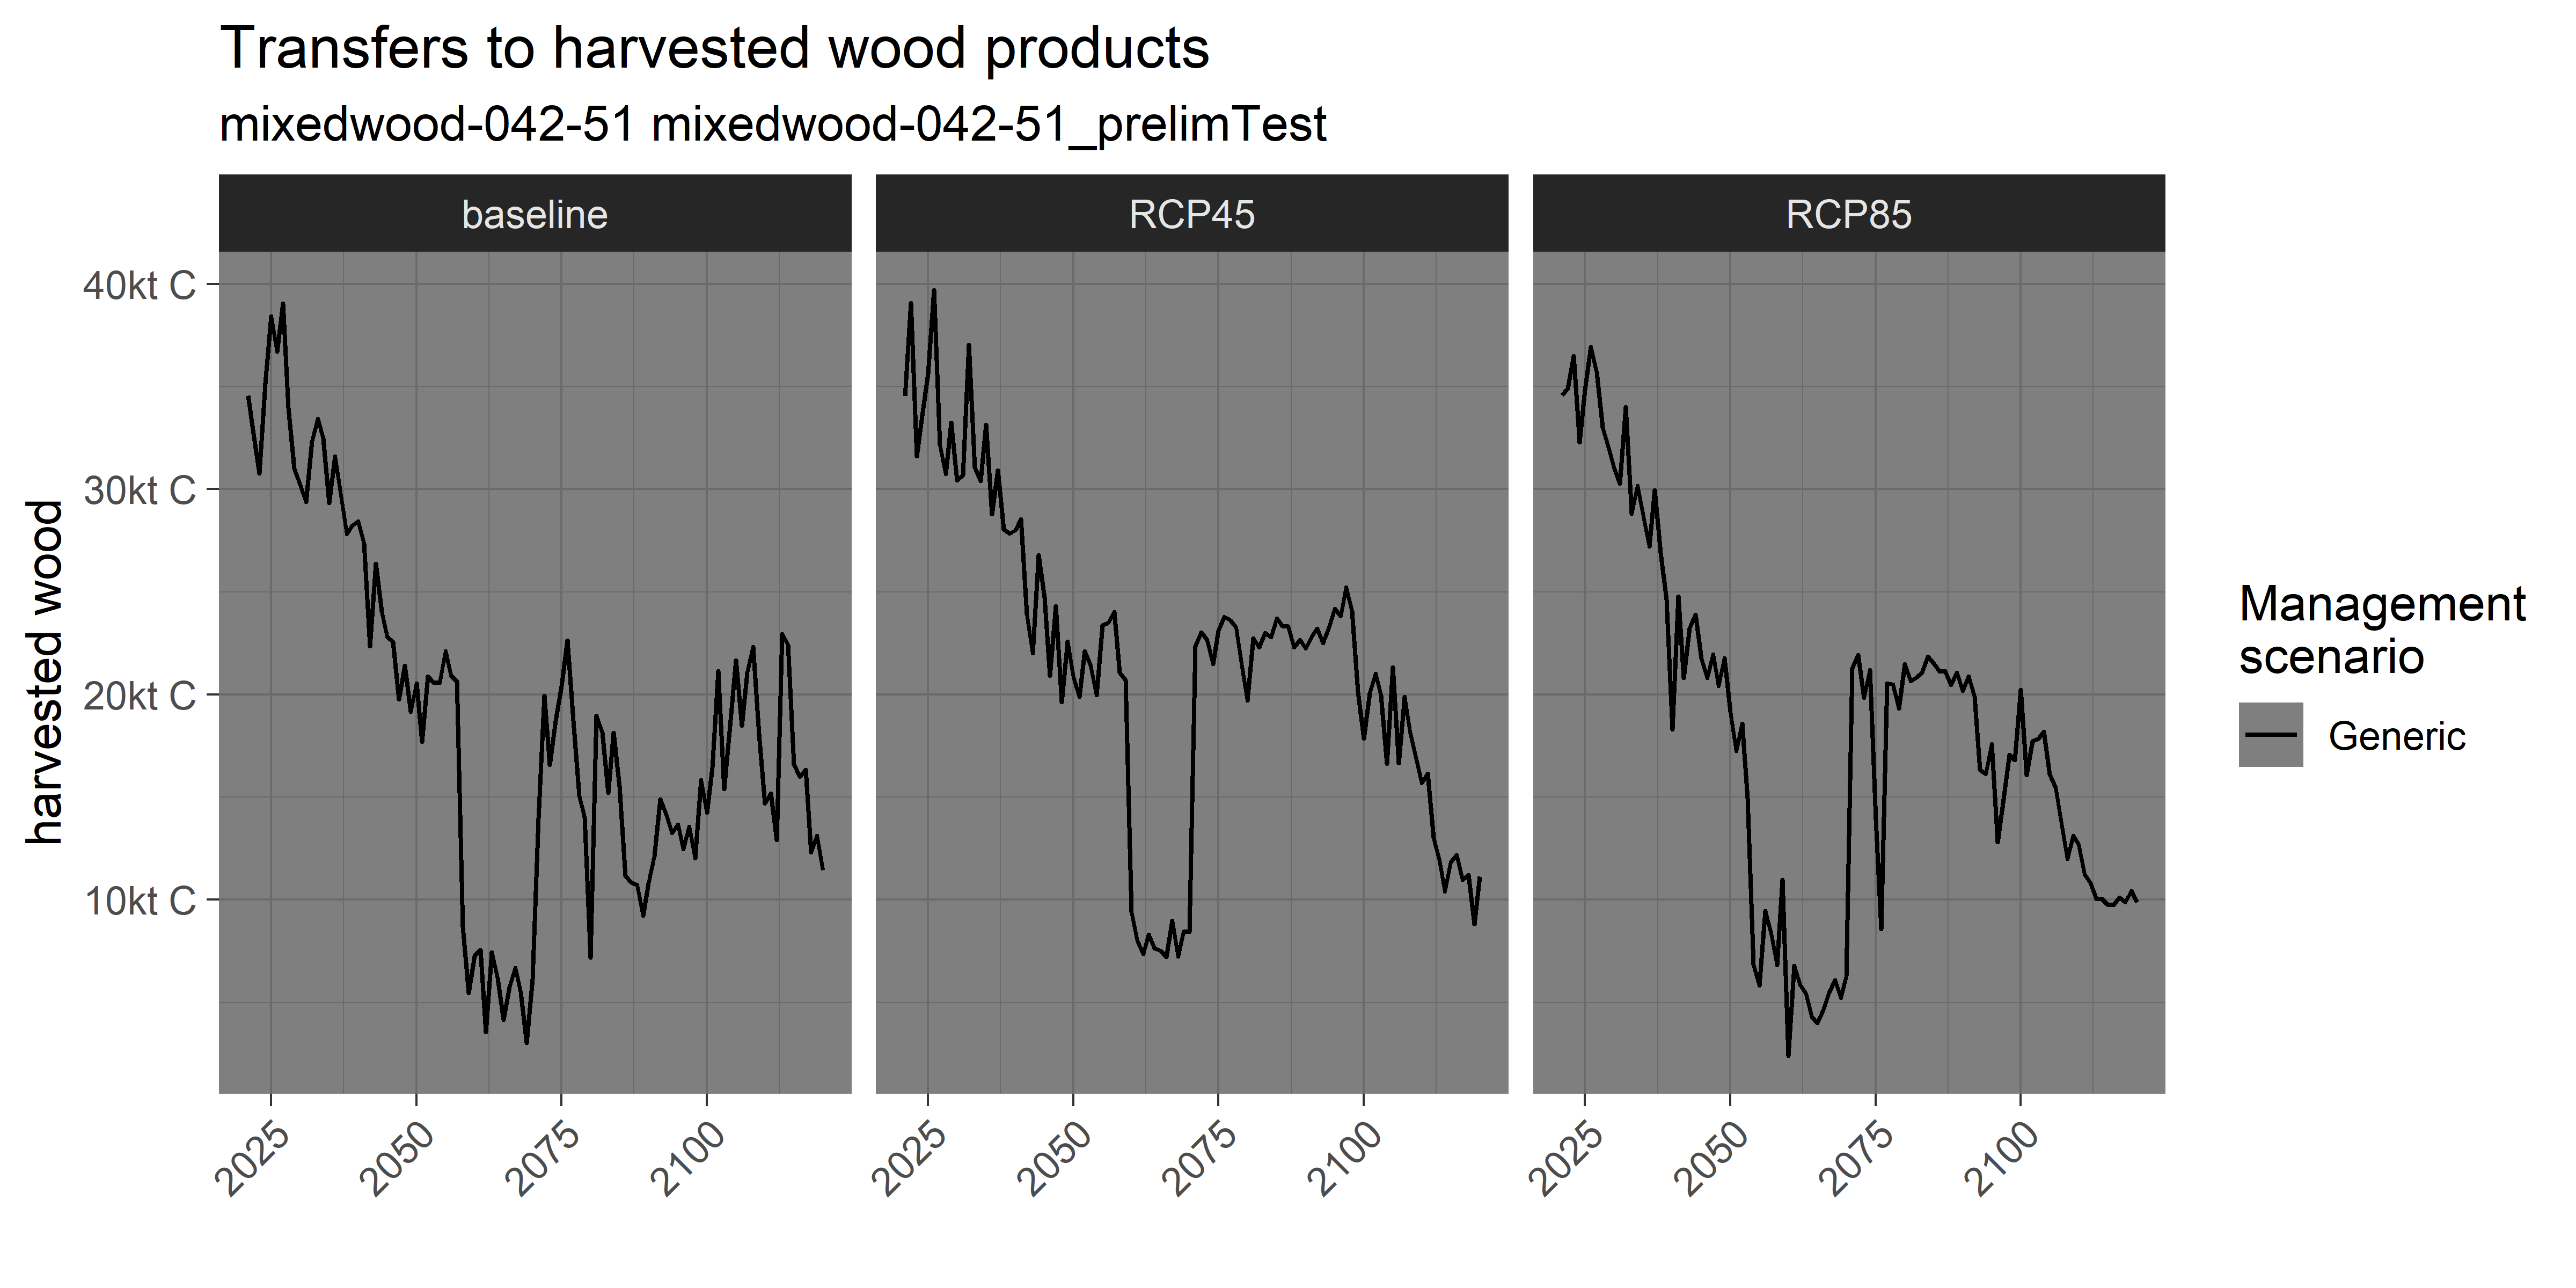 Transfers to harvested wood products
mixedwood-042-51 mixedwood-042-51_prelimTest
baseline
RCP45
RCP85
40kt C
30kt C
20kt C
10kt C
harvested wood
2025
2050
2075
2100
2025
2050
2075
2100
2025
2050
2075
2100
Management
scenario
Generic